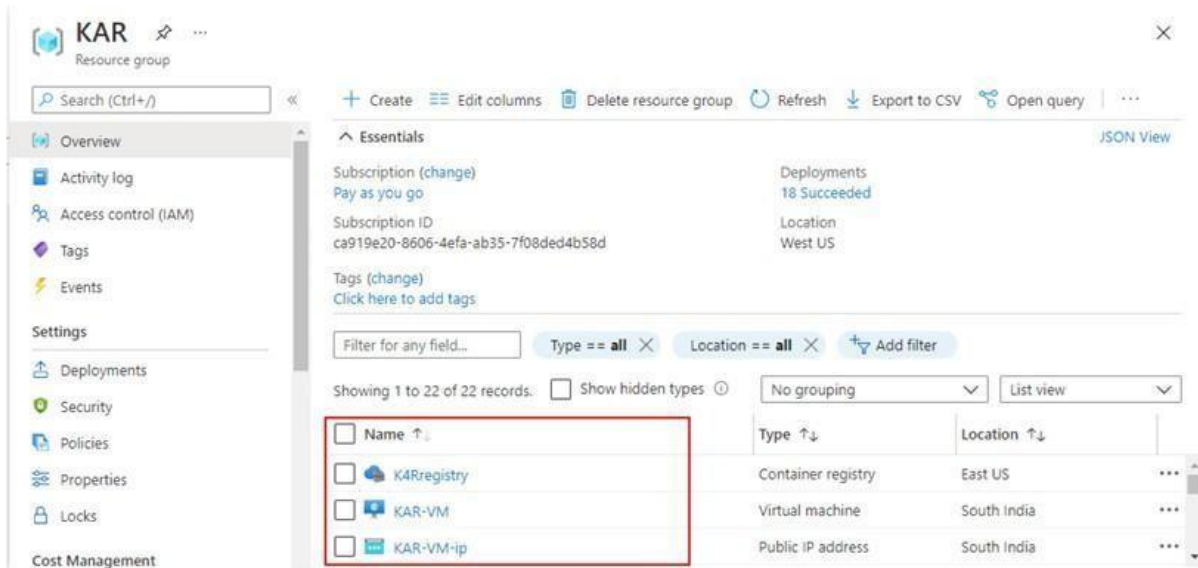 KAR
Resource group
Search (Ctrl+/)
Overview
Activity log
Access control (IAM)
Tags
Events
Settings
Deployments
Security
Policies
Properties
Locks
Cost Management
Create Edit columns Delete resource group Refresh Export to CSV Open query
Essentials JSON View
Subscription (change) Deployments
Pay as you go 18 Succeeded
Subscription ID Location
ca919e20-8606-4efa-ab35-7f08ded4b58d West US
Tags (change)
Click here to add tags
Filter for any field... Type == all Location == all Add filter
Showing 1 to 22 of 22 records. Show hidden types No grouping List view
Name Type Location
K4Rregistry Container registry East US
KAR-VM Virtual machine South India
KAR-VM-ip Public IP address South India